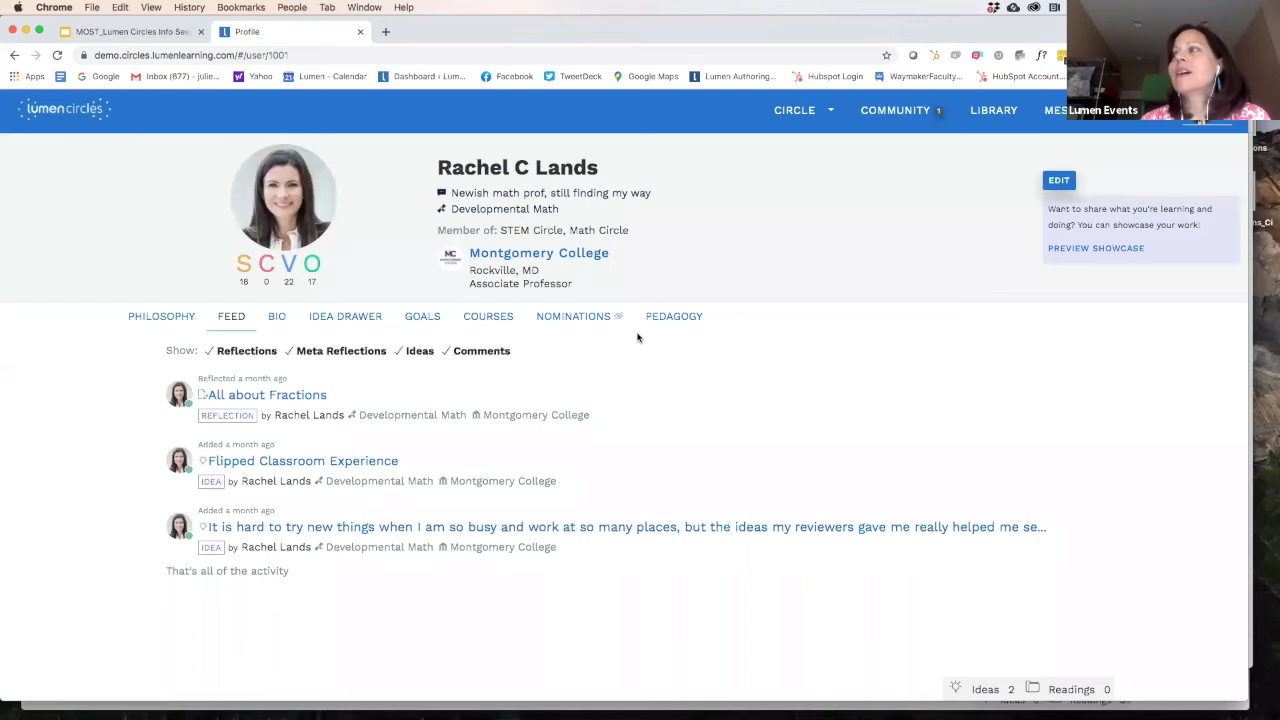 Chrome File Edit View History Bookmarks People Tab Window Help
MOST_Lumen Circles Info Ses
Profile
demo.circles.lumenlearning.com/#/user/1001
Apps Google Inbox (677) - julie... Yahoo Lumen - Calendar Dashboard ‹ Lum... Facebook TweetDeck Google Maps Lumen Authoring... Hubspot Login WaymakerFaculty... HubSpot Account...
lumen circles
CIRCLE COMMUNITY 1 LIBRARY MES
Lumen Events
Rachel C Lands
Newish math prof, still finding my way
Developmental Math
Member of: STEM Circle, Math Circle
MC Montgomery College
Rockville, MD
Associate Professor
S C V O
18 0 22 17
EDIT
Want to share what you're learning and
doing? You can showcase your work!
PREVIEW SHOWCASE
PHILOSOPHY FEED BIO IDEA DRAWER GOALS COURSES NOMINATIONS PEDAGOGY
Show: Reflections Meta Reflections Ideas Comments
Reflected a month ago
All about Fractions
REFLECTION by Rachel Lands Developmental Math Montgomery College
Added a month ago
Flipped Classroom Experience
IDEA by Rachel Lands Developmental Math Montgomery College
Added a month ago
It is hard to try new things when I am so busy and work at so many places, but the ideas my reviewers gave me really helped me se...
IDEA by Rachel Lands Developmental Math Montgomery College
That's all of the activity
Ideas 2 Readings 0